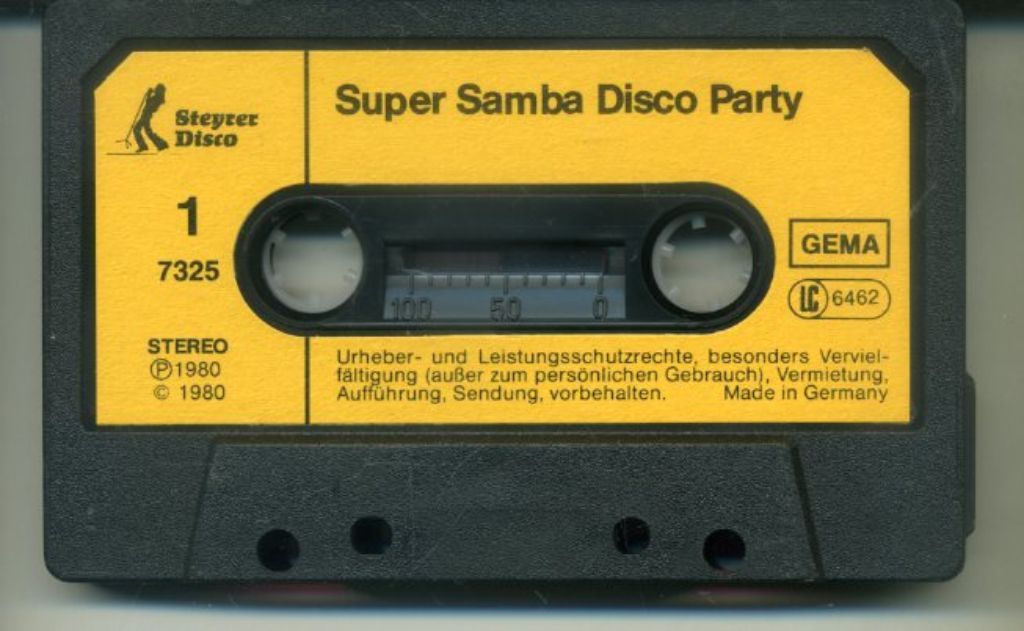 Steyrer
Disco
Super Samba Disco Party
1
7325
GEMA
LC 6462
100 50 0
STEREO
Ⓟ1980
© 1980
Urheber- und Leistungsschutzrechte, besonders Verviel-
fältigung (außer zum persönlichen Gebrauch), Vermietung,
Aufführung, Sendung, vorbehalten. Made in Germany